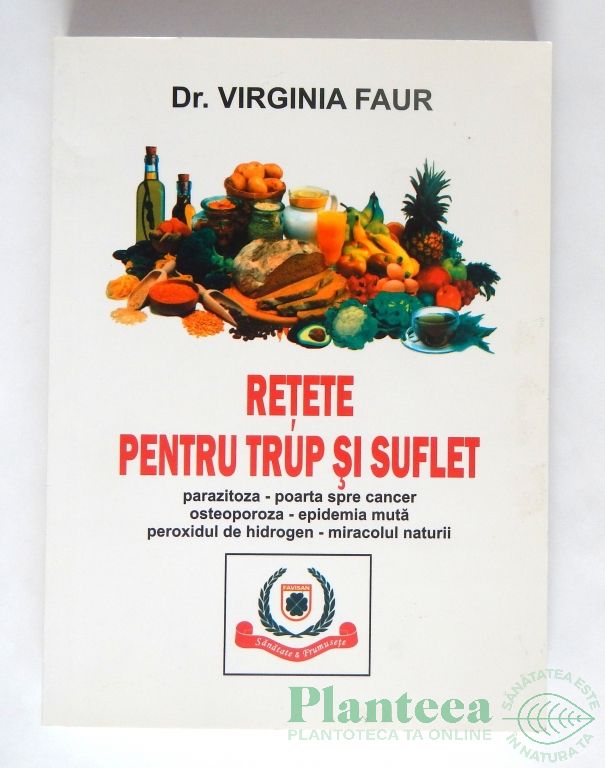 Dr. VIRGINIA FAUR
REȚETE
PENTRU TRUP ȘI SUFLET
parazitoza - poarta spre cancer
osteoporoza - epidemia mută
peroxidul de hidrogen - miracolul naturii
FAVISAN
Sănătate & Frumusețe
Planteea
PLANTOTECA TA ONLINE
SĂNĂTATEA ESTE
ÎN NATURA TA